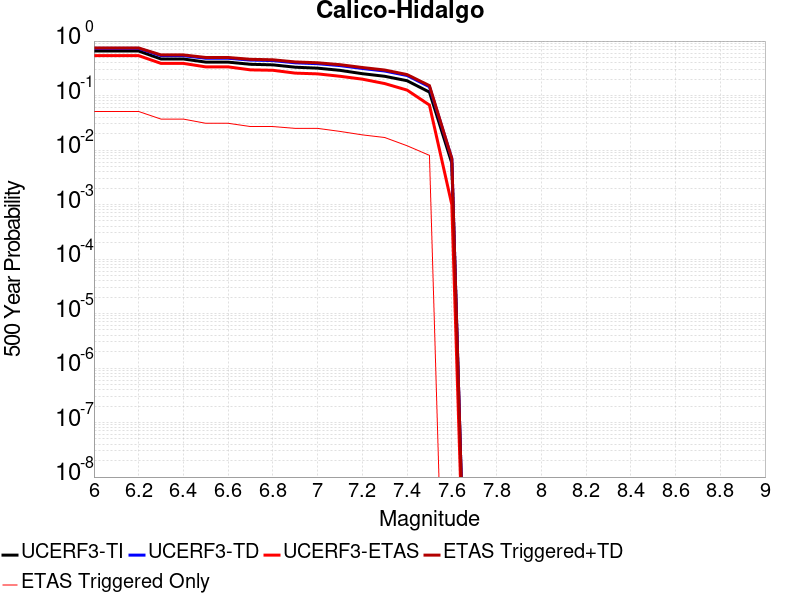 Calico-Hidalgo
10^0
10^-1
10^-2
10^-3
10^-4
10^-5
10^-6
10^-7
10^-8
500 Year Probability
6 6.2 6.4 6.6 6.8 7 7.2 7.4 7.6 7.8 8 8.2 8.4 8.6 8.8 9
Magnitude
UCERF3-TI UCERF3-TD UCERF3-ETAS ETAS Triggered+TD
ETAS Triggered Only